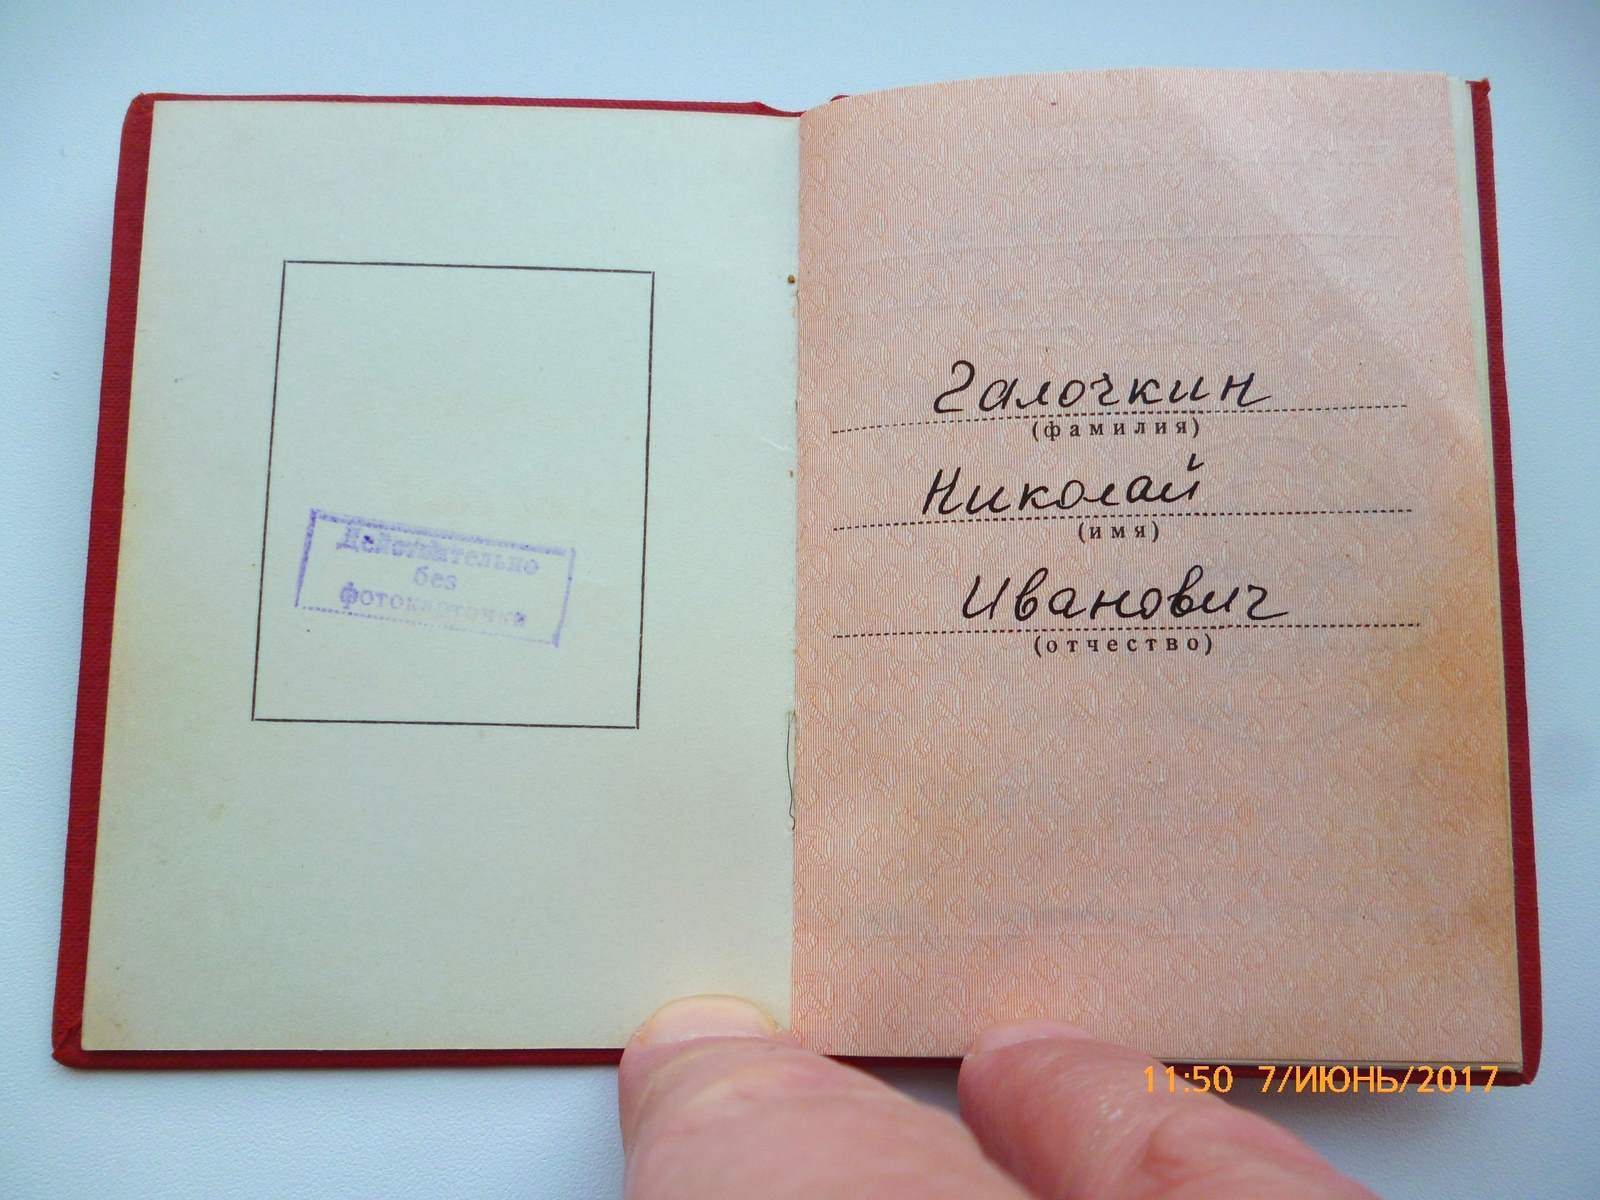 Действительно
без
фотокарточки
Галочкин
(фамилия)
Николай
(имя)
Иванович
(отчество)
11:50 7/ИЮНЬ/2017